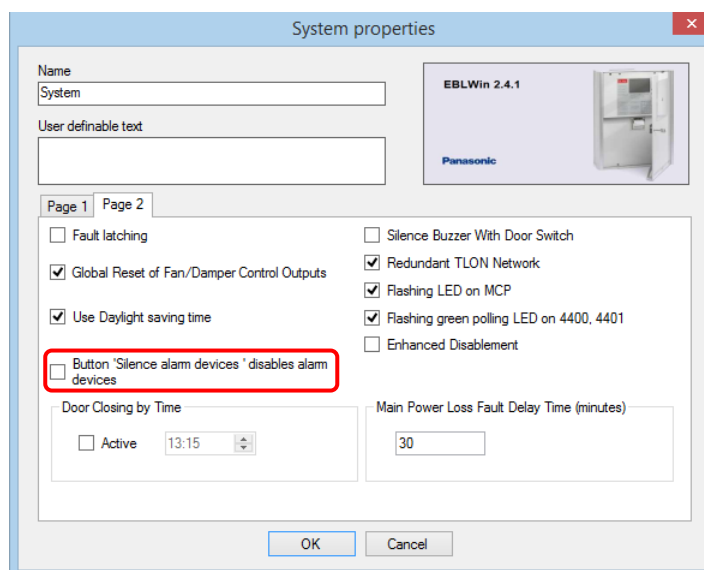 System properties
Name
System
EBLWin 2.4.1
User definable text
Panasonic
Page 1 Page 2
Fault latching
Silence Buzzer With Door Switch
Global Reset of Fan/Damper Control Outputs
Redundant TLON Network
Flashing LED on MCP
Use Daylight saving time
Flashing green polling LED on 4400, 4401
Enhanced Disablement
Button 'Silence alarm devices ' disables alarm
devices
Door Closing by Time
Main Power Loss Fault Delay Time (minutes)
Active 13:15
30
OK Cancel